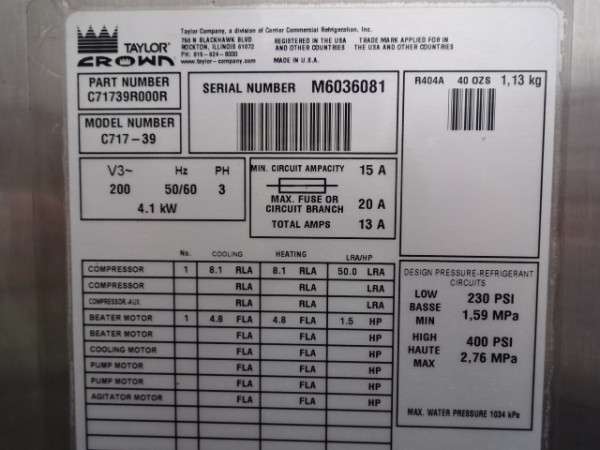 TAYLOR
CROWN
Taylor Company, a division of Carrier Commercial Refrigeration, Inc.
750 N BLACKHAWK BLVD
ROCKTON, ILLINOIS 61072
PH: 815-624-8333
www.taylor-company.com
REGISTERED IN THE USA
AND OTHER COUNTRIES
TRADE MARK APPLIED FOR IN
THE USA AND OTHER COUNTRIES
MADE IN U.S.A.
PART NUMBER
C71739R000R
MODEL NUMBER
C717-39
SERIAL NUMBER M6036081
R404A 40 OZS 1,13 kg
V3~ Hz PH
200 50/60 3
4.1 kW
MIN. CIRCUIT AMPACITY 15 A
MAX. FUSE OR
CIRCUIT BRANCH 20 A
TOTAL AMPS 13 A
No. COOLING HEATING LRA/HP
COMPRESSOR 1 8.1 RLA 8.1 RLA 50.0 LRA
COMPRESSOR RLA RLA LRA
COMPRESSOR-AUX. RLA RLA LRA
BEATER MOTOR 1 4.8 FLA 4.8 FLA 1.5 HP
BEATER MOTOR FLA FLA HP
COOLING MOTOR FLA FLA HP
PUMP MOTOR FLA FLA HP
PUMP MOTOR FLA FLA HP
AGITATOR MOTOR FLA FLA HP
DESIGN PRESSURE-REFRIGERANT
CIRCUITS
LOW
BASSE
MIN
230 PSI
1,59 MPa
HIGH
HAUTE
MAX
400 PSI
2,76 MPa
MAX. WATER PRESSURE 1034 kPa